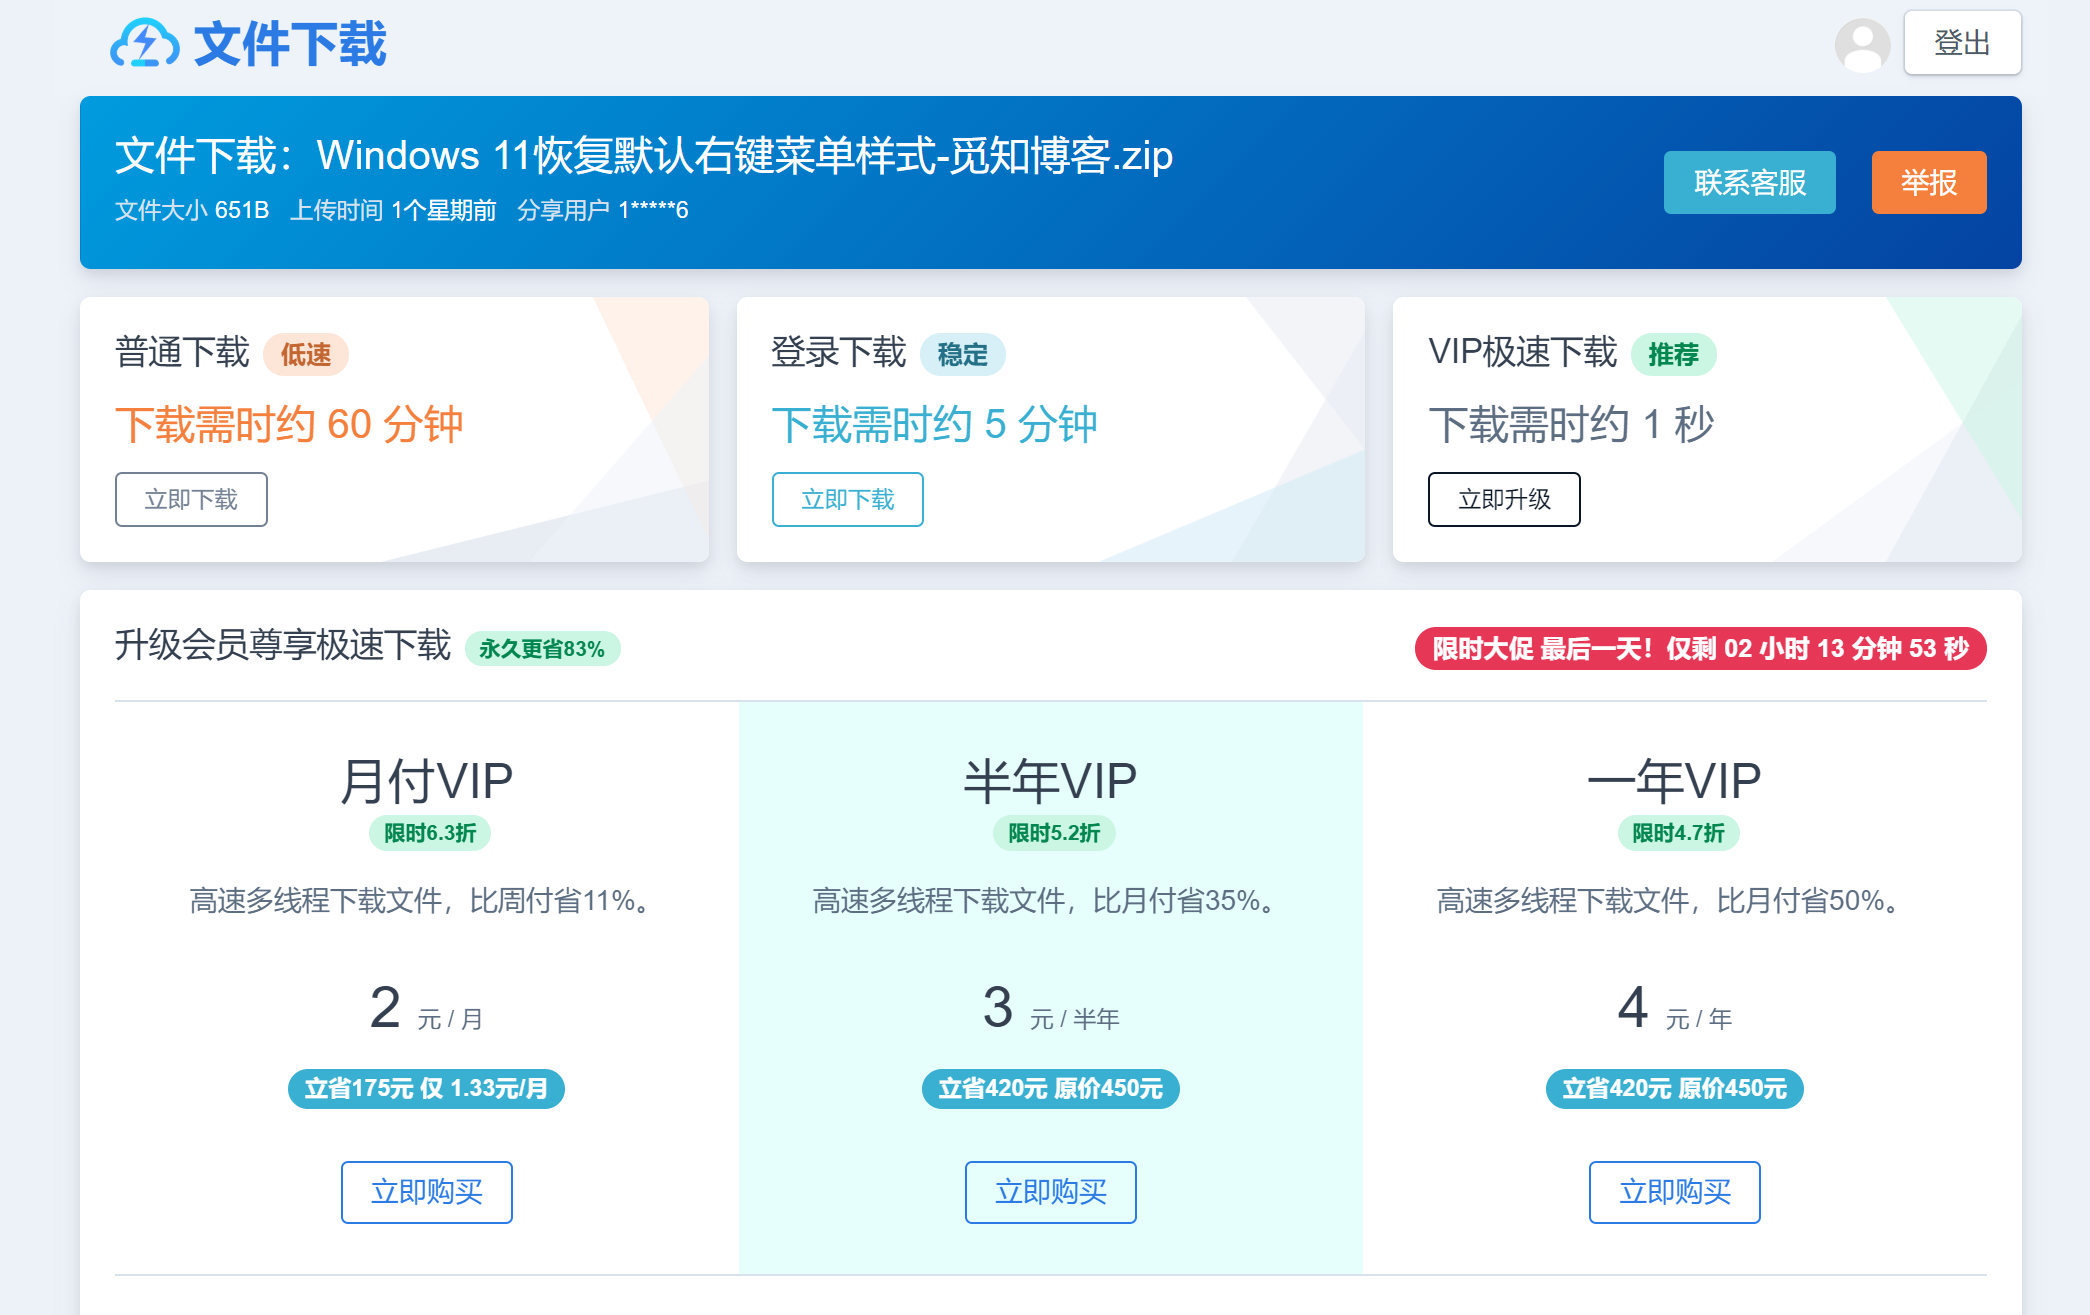 文件下载
登出
文件下载：Windows 11恢复默认右键菜单样式-觅知博客.zip
文件大小 651B 上传时间 1个星期前 分享用户 1*****6
联系客服
举报
普通下载 低速
下载需时约 60 分钟
立即下载
登录下载 稳定
下载需时约 5 分钟
立即下载
VIP极速下载 推荐
下载需时约 1 秒
立即升级
升级会员尊享极速下载 永久更省83%
限时大促 最后一天！仅剩 02 小时 13 分钟 53 秒
月付VIP
限时6.3折
高速多线程下载文件，比周付省11%。
2 元 / 月
立省175元 仅 1.33元/月
立即购买
半年VIP
限时5.2折
高速多线程下载文件，比月付省35%。
3 元 / 半年
立省420元 原价450元
立即购买
一年VIP
限时4.7折
高速多线程下载文件，比月付省50%。
4 元 / 年
立省420元 原价450元
立即购买